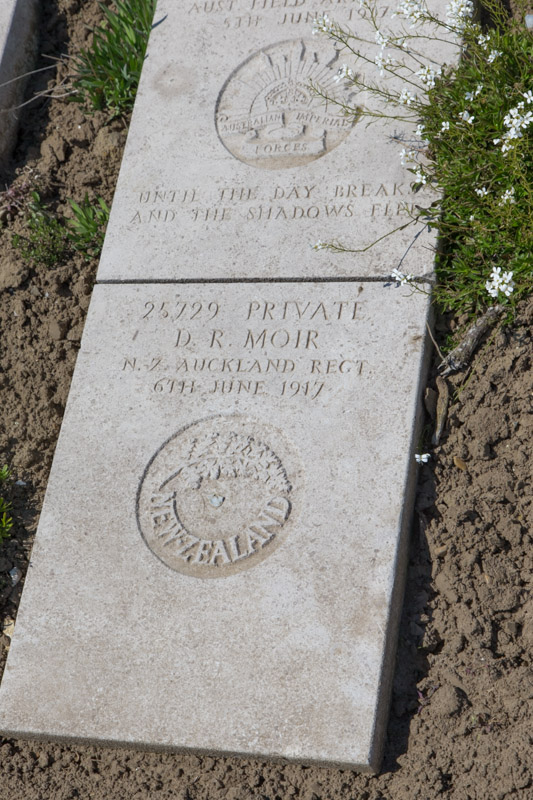 AUST. FIELD
5TH JUNE 1917
AUSTRALIAN IMPERIAL
FORCES
UNTIL THE DAY BREAKS
AND THE SHADOWS FLEE
25729 PRIVATE
D. R. MOIR
N.Z. AUCKLAND REGT.
6TH JUNE 1917
NEW ZEALAND